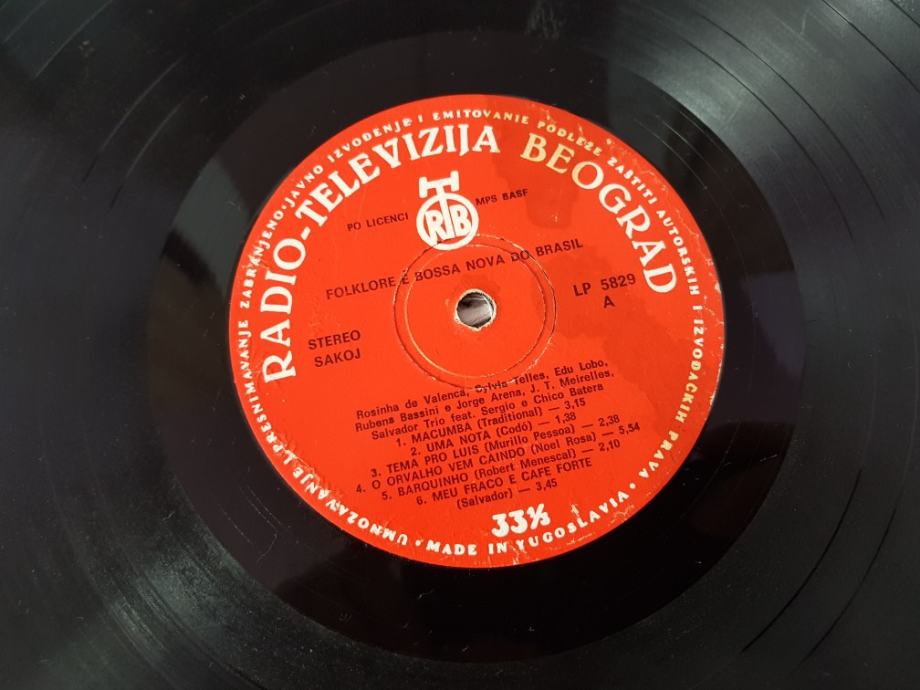 UMNOŽAVANJE I PRESNIMAVANJE ZABRANJENO • JAVNO IZVOĐENJE I EMITOVANJE PODLEŽE ZAŠTITI AUTORSKIH I IZVOĐAČKIH PRAVA •
RADIO-TELEVIZIJA BEOGRAD
PO LICENCI
RTB
MPS BASF
FOLKLORE E BOSSA NOVA DO BRASIL
STEREO
SAKOJ
LP 5829
A
Rosinha de Valenca, Sylvia Telles, Edu Lobo,
Rubens Bassini e Jorge Arena, J. T. Meirelles,
Salvador Trio feat. Sergio e Chico Batera
1. MACUMBA (Traditional) — 3,15
2. UMA NOTA (Codó) — 1,38
3. TEMA PRO LUIS (Murillo Pessoa) — 2,38
4. O ORVALHO VEM CAINDO (Noel Rosa) — 5,54
5. BARQUINHO (Robert Menescal) — 2,10
6. MEU FRACO E CAFE FORTE
(Salvador) — 3,45
33⅓
• MADE IN YUGOSLAVIA •